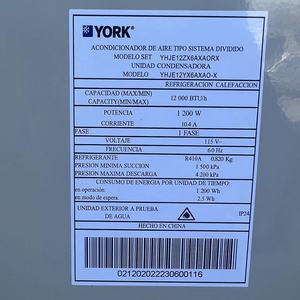 YORK®
ACONDICIONADOR DE AIRE TIPO SISTEMA DIVIDIDO
MODELO SET YHJE12ZX6AXAORX
UNIDAD CONDENSADORA
MODELO YHJE12YX6AXAO-X
REFRIGERACION CALEFACCION
CAPACIDAD (MAX/MIN)
CAPACITY(MAX/MIN) 12 000 BTU/h
POTENCIA 1 200 W
CORRIENTE 10.4 A
FASE 1 FASE
VOLTAJE 115 V~
FRECUENCIA 60 Hz
REFRIGERANTE R410A 0,820 Kg
PRESION MINIMA SUCCION 1 500 kPa
PRESION MAXIMA DESCARGA 4 200 kPa
CONSUMO DE ENERGIA POR UNIDAD DE TIEMPO:
en operación: 1 200 Wh
en modo de espera: 2.5 Wh
UNIDAD EXTERIOR A PRUEBA
DE AGUA IP24
HECHO EN CHINA
021202022230600116